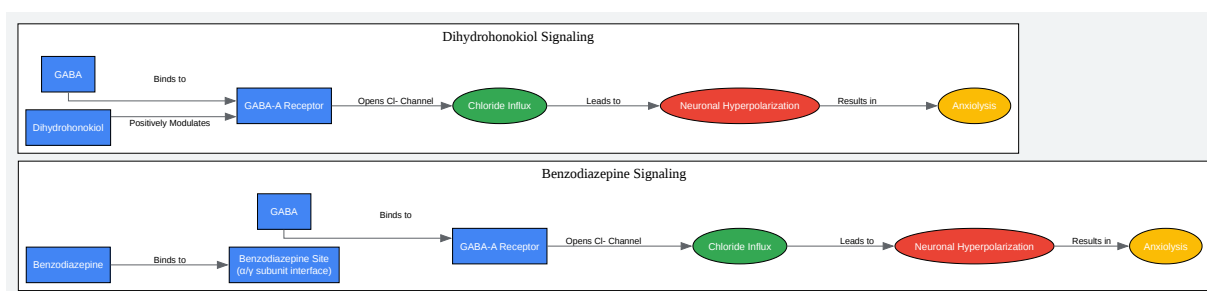 Dihydrohonokiol Signaling
GABA
Binds to
GABA-A Receptor
Opens Cl- Channel
Chloride Influx
Leads to
Neuronal Hyperpolarization
Results in
Anxiolysis
Dihydrohonokiol
Positively Modulates
Benzodiazepine Signaling
GABA
Binds to
GABA-A Receptor
Opens Cl- Channel
Chloride Influx
Leads to
Neuronal Hyperpolarization
Results in
Anxiolysis
Benzodiazepine
Binds to
Benzodiazepine Site
(α/γ subunit interface)